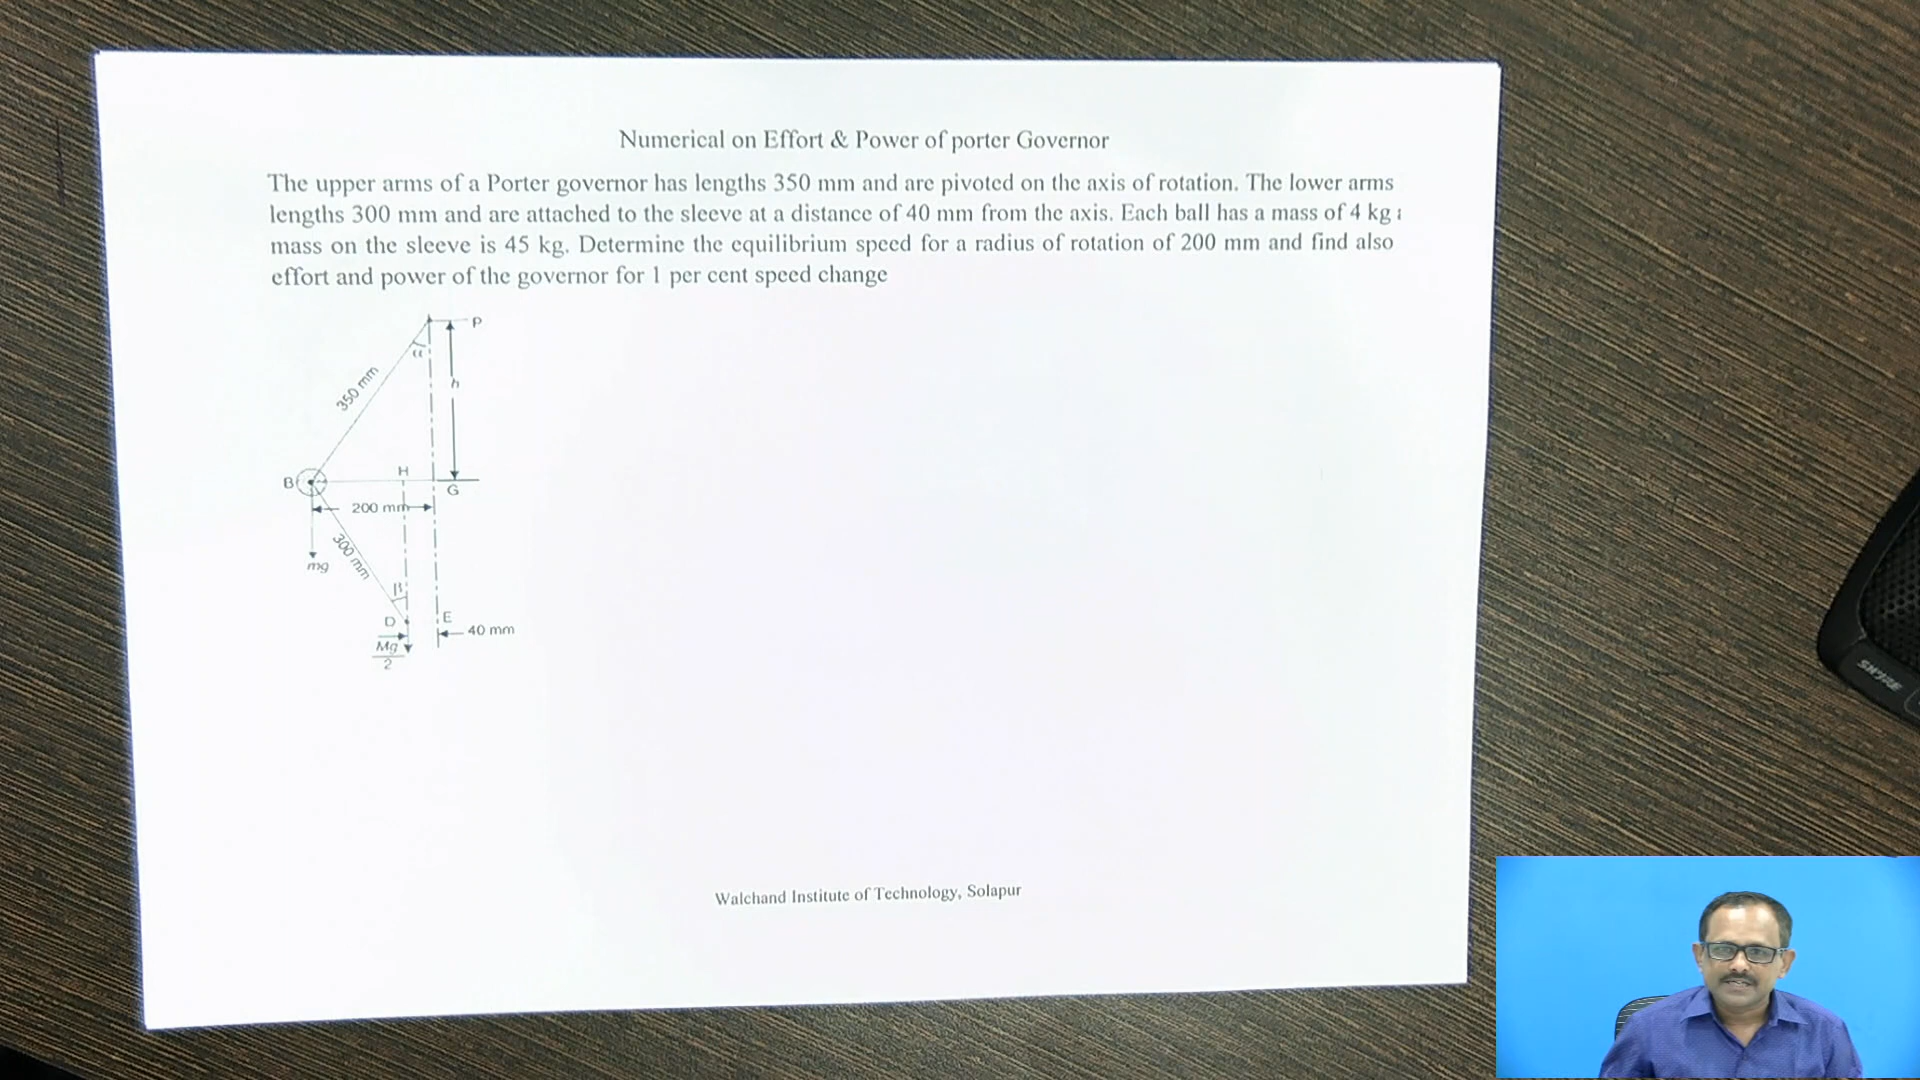 Numerical on Effort & Power of porter Governor
The upper arms of a Porter governor has lengths 350 mm and are pivoted on the axis of rotation. The lower arms
lengths 300 mm and are attached to the sleeve at a distance of 40 mm from the axis. Each ball has a mass of 4 kg
mass on the sleeve is 45 kg. Determine the equilibrium speed for a radius of rotation of 200 mm and find also
effort and power of the governor for 1 per cent speed change
P
α
h
350 mm
B
H
G
200 mm
300 mm
mg
β
D
E
40 mm
Mg
2
Walchand Institute of Technology, Solapur
SHURE